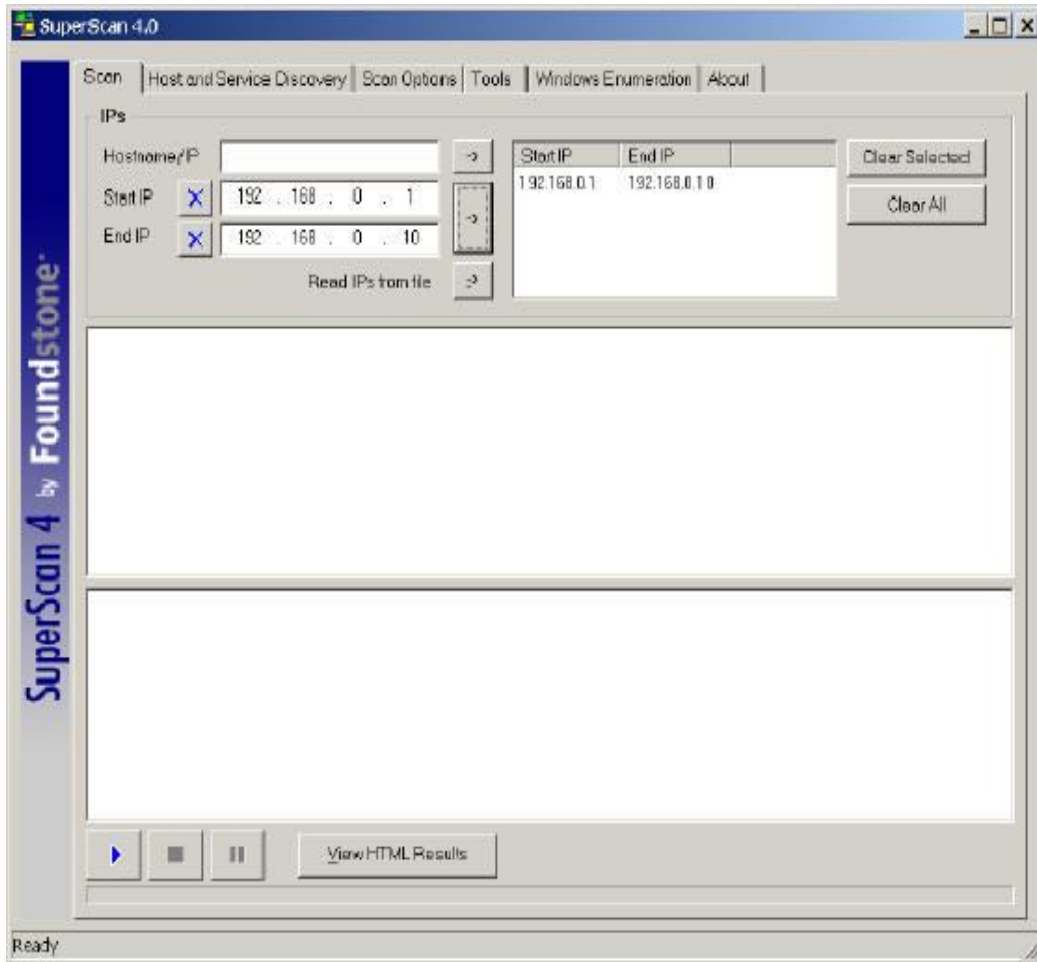 SuperScan 4.0
Scan Host and Service Discovery Scan Options Tools Windows Enumeration About
IPs
Hostname/IP
Start IP X 192 . 168 . 0 . 1
End IP X 192 . 168 . 0 . 10
Read IPs from file
->
->
->
Start IP End IP
192.168.0.1 192.168.0.10
Clear Selected
Clear All
SuperScan 4 by Foundstone
View HTML Results
Ready